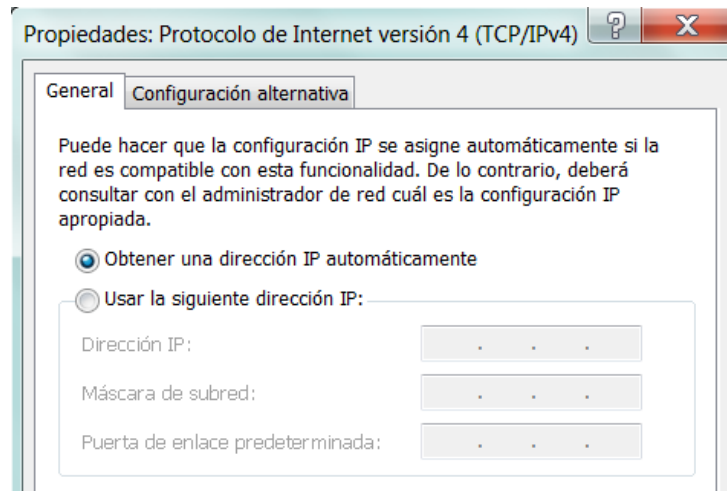 Propiedades: Protocolo de Internet versión 4 (TCP/IPv4)
General
Configuración alternativa
Puede hacer que la configuración IP se asigne automáticamente si la
red es compatible con esta funcionalidad. De lo contrario, deberá
consultar con el administrador de red cuál es la configuración IP
apropiada.
Obtener una dirección IP automáticamente
Usar la siguiente dirección IP:
Dirección IP:
Máscara de subred:
Puerta de enlace predeterminada: